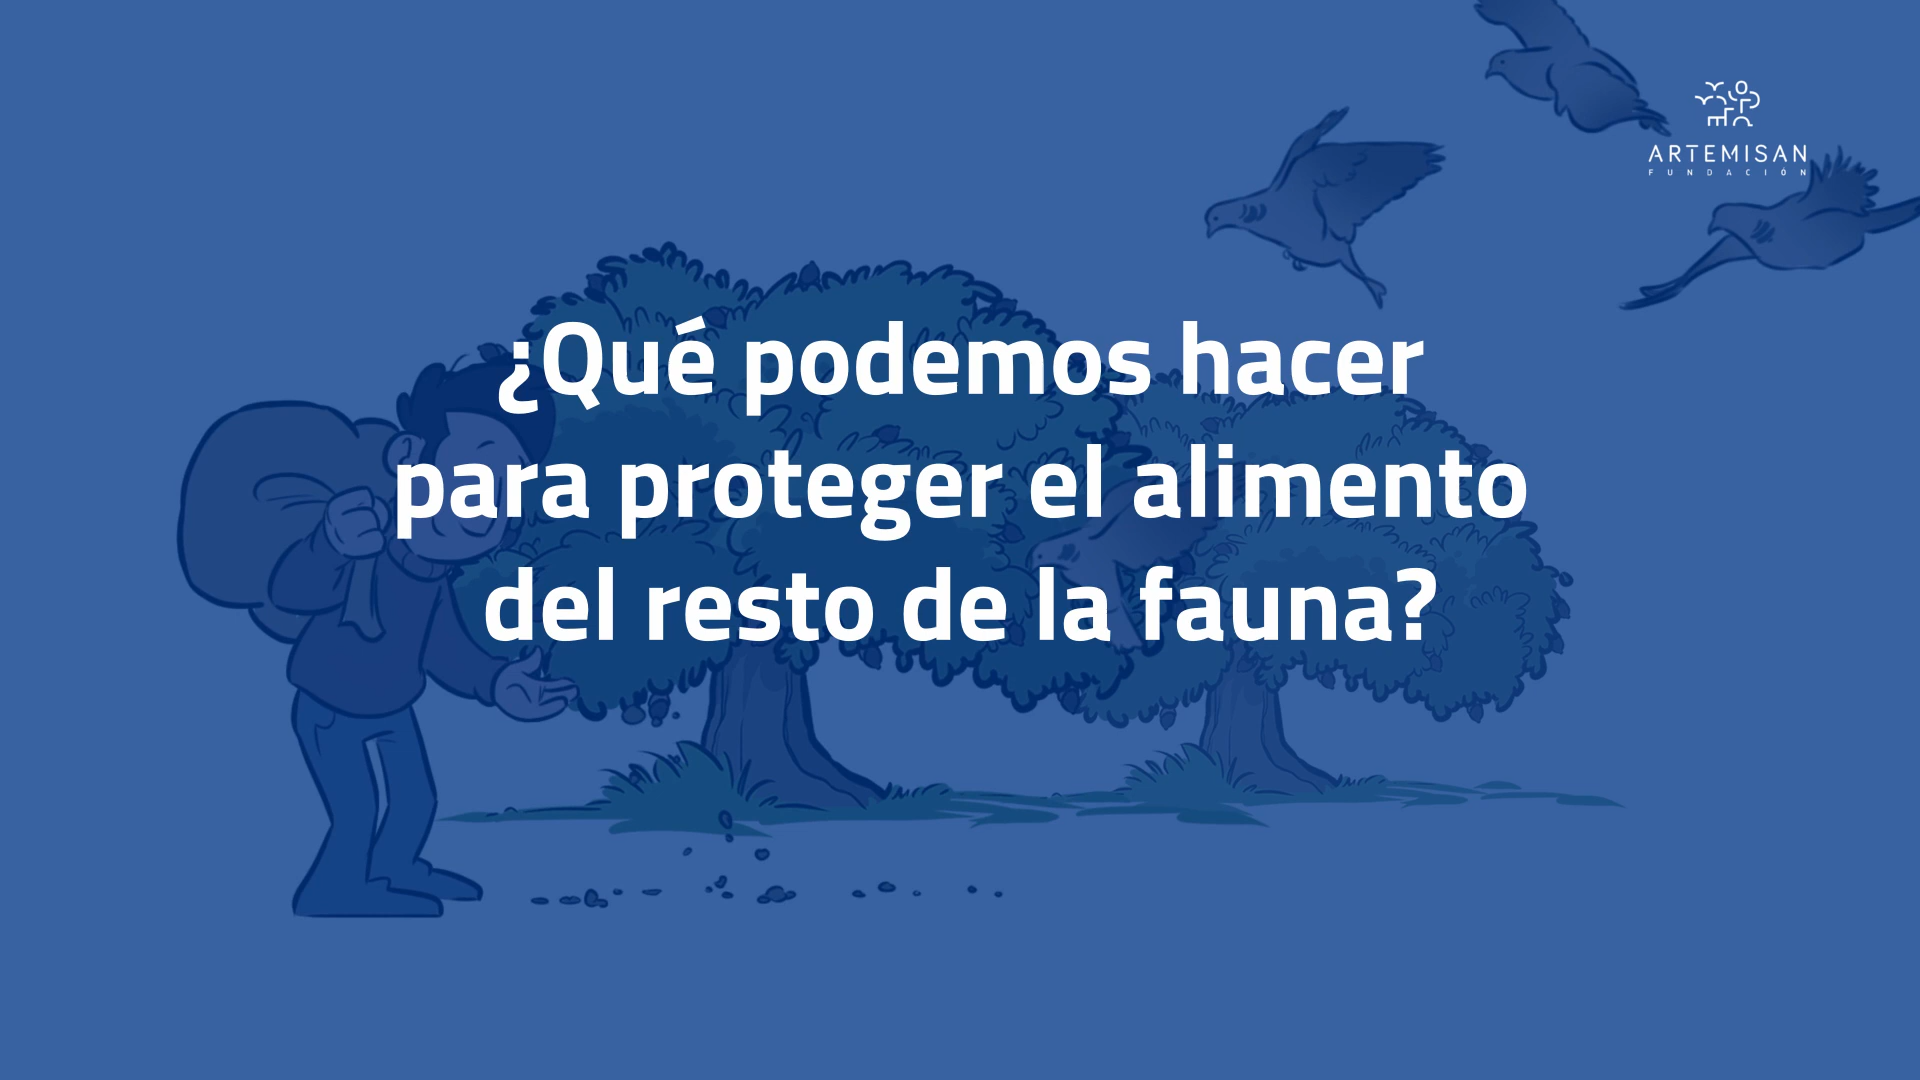 ARTEMISAN
FUNDACIÓN
¿Qué podemos hacer
para proteger el alimento
del resto de la fauna?